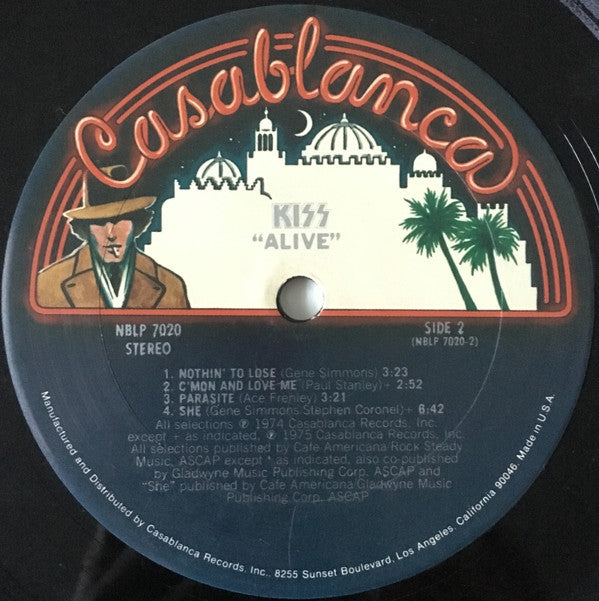 Casablanca
KISS
"ALIVE"
NBLP 7020
STEREO
SIDE 2
(NBLP 7020-2)
1. NOTHIN' TO LOSE (Gene Simmons) 3:23
2. C'MON AND LOVE ME (Paul Stanley)+ 2:52
3. PARASITE (Ace Frehley) 3:21
4. SHE (Gene Simmons Stephen Coronel)+ 6:42
All selections ℗ 1974 Casablanca Records, Inc.
except + as indicated, ℗ 1975 Casablanca Records, Inc.
All selections published by Cafe Americana/Rock Steady
Music, ASCAP except * as indicated, also co-published
by Gladwyne Music Publishing Corp. ASCAP and
"She" published by Cafe Americana/Gladwyne Music
Publishing Corp. ASCAP
Manufactured and Distributed by Casablanca Records, Inc., 8255 Sunset Boulevard, Los Angeles, California 90046, Made in U.S.A.